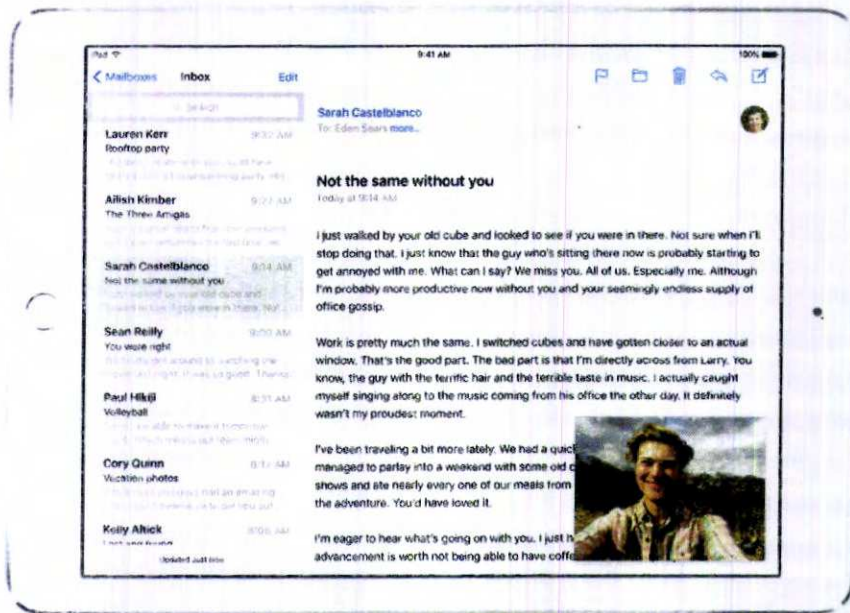 iPad
9:41 AM
100%
Mailboxes
Inbox
Edit
Lauren Kerr
9:32 AM
Rooftop party
Ailish Kimber
9:22 AM
The Three Amigas
Sarah Castelblanco
9:14 AM
Not the same without you
Sean Reilly
9:00 AM
You were right
Paul Hikiji
8:31 AM
Volleyball
Cory Quinn
Vacation photos
Kelly Altick
8:06 AM
Lost and found
Updated Just Now
Sarah Castelblanco
To: Eden Sears more...
Not the same without you
Today at 9:14 AM
I just walked by your old cube and looked to see if you were in there. Not sure when I'll
stop doing that. I just know that the guy who's sitting there now is probably starting to
get annoyed with me. What can I say? We miss you. All of us. Especially me. Although
I'm probably more productive now without you and your seemingly endless supply of
office gossip.
Work is pretty much the same. I switched cubes and have gotten closer to an actual
window. That's the good part. The bad part is that I'm directly across from Larry. You
know, the guy with the terrific hair and the terrible taste in music. I actually caught
myself singing along to the music coming from his office the other day. It definitely
wasn't my proudest moment.
I've been traveling a bit more lately. We had a quick
managed to parlay into a weekend with some old
shows and ate nearly every one of our meals from
the adventure. You'd have loved it.
I'm eager to hear what's going on with you. I just
advancement is worth not being able to have coffe